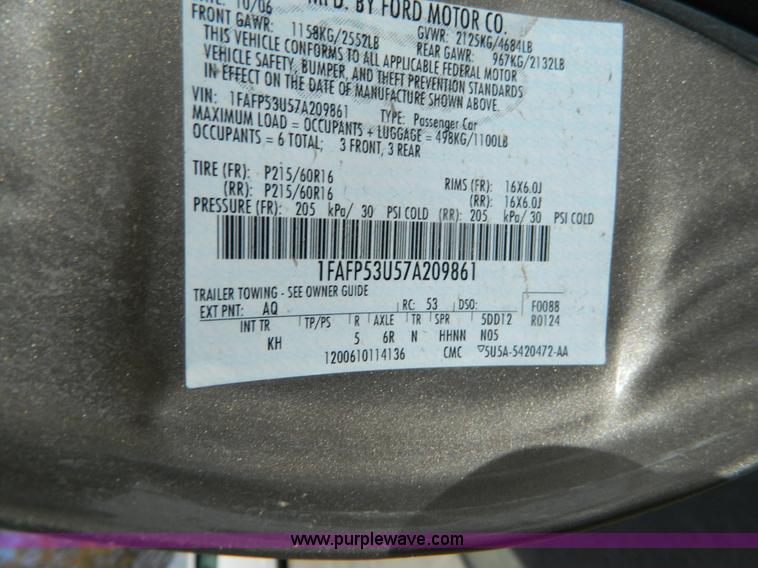 10/06 MFD. BY FORD MOTOR CO.
FRONT GAWR: 1158KG/2552LB GVWR: 2125KG/4684LB
REAR GAWR: 967KG/2132LB
THIS VEHICLE CONFORMS TO ALL APPLICABLE FEDERAL MOTOR
VEHICLE SAFETY, BUMPER, AND THEFT PREVENTION STANDARDS
IN EFFECT ON THE DATE OF MANUFACTURE SHOWN ABOVE.
VIN: 1FAFP53U57A209861 TYPE: Passenger Car
MAXIMUM LOAD = OCCUPANTS + LUGGAGE = 498KG/1100LB
OCCUPANTS = 6 TOTAL; 3 FRONT, 3 REAR
TIRE (FR): P215/60R16 RIMS (FR): 16X6.0J
(RR): P215/60R16 (RR): 16X6.0J
PRESSURE (FR): 205 kPa/ 30 PSI COLD (RR): 205 kPa/ 30 PSI COLD
1FAFP53U57A209861
TRAILER TOWING - SEE OWNER GUIDE
EXT PNT: AQ RC: 53 DSO: F0088
INT TR TP/PS R AXLE TR SPR 5DD12 R0124
KH 5 6R N HHNN N05
1200610114136 CMC ▽5U5A-5420472-AA
www.purplewave.com